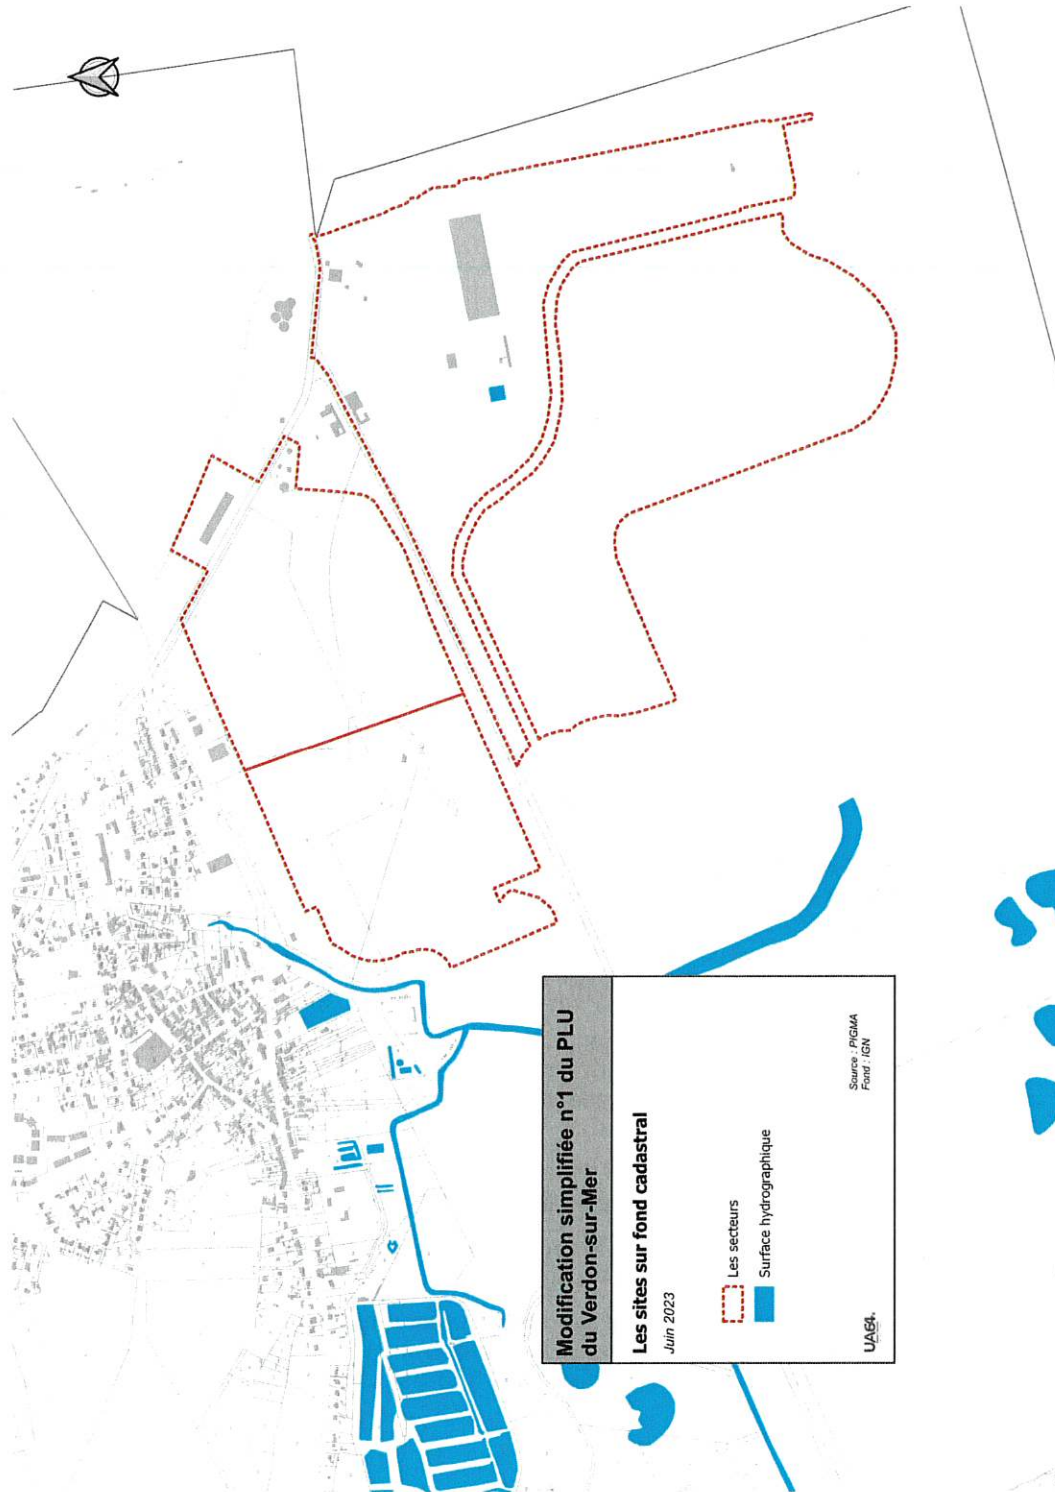 Modification simplifiée n°1 du PLU
du Verdon-sur-Mer
Les sites sur fond cadastral
Juin 2023
Les secteurs
Surface hydrographique
Source : PIGMA
Fond : IGN
UA64.